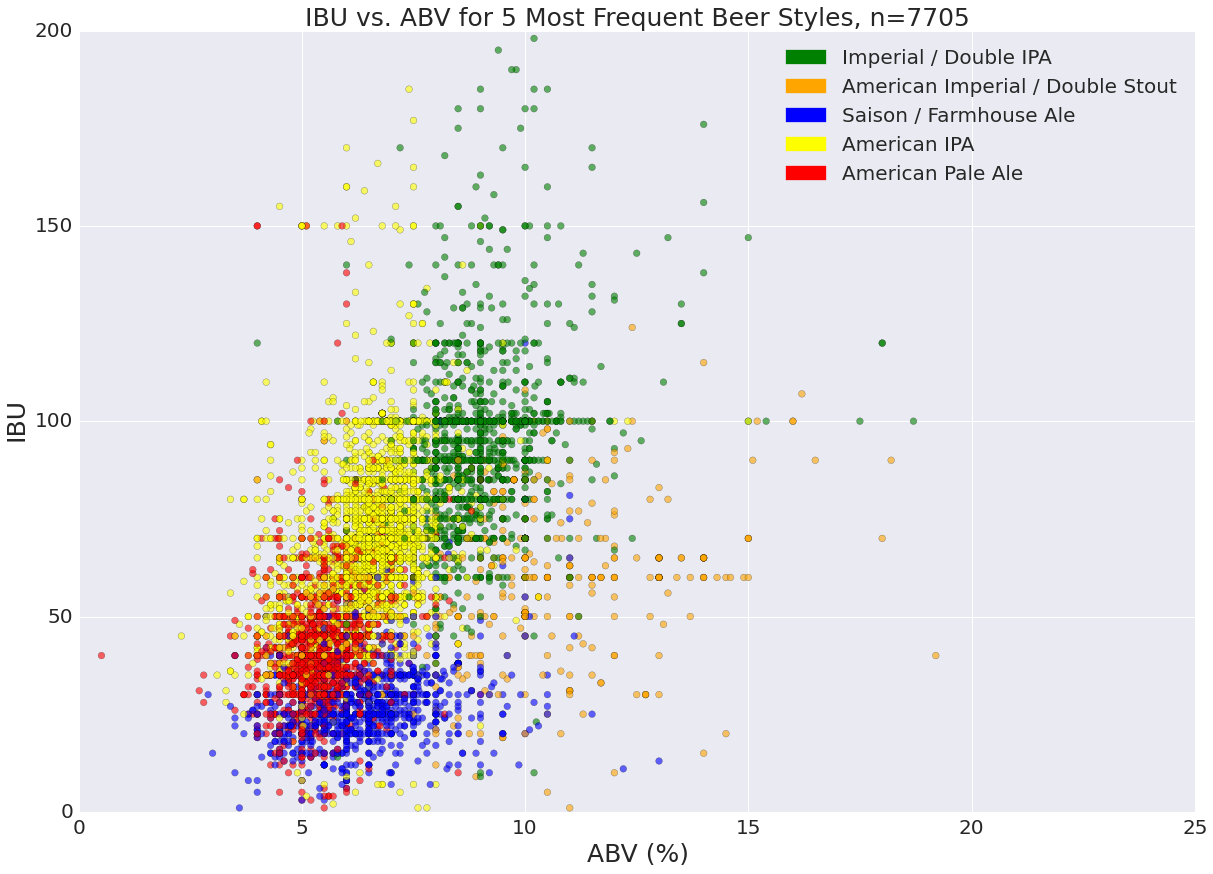 IBU vs. ABV for 5 Most Frequent Beer Styles, n=7705
200
150
100
50
0
IBU
Imperial / Double IPA
American Imperial / Double Stout
Saison / Farmhouse Ale
American IPA
American Pale Ale
0 5 10 15 20 25
ABV (%)